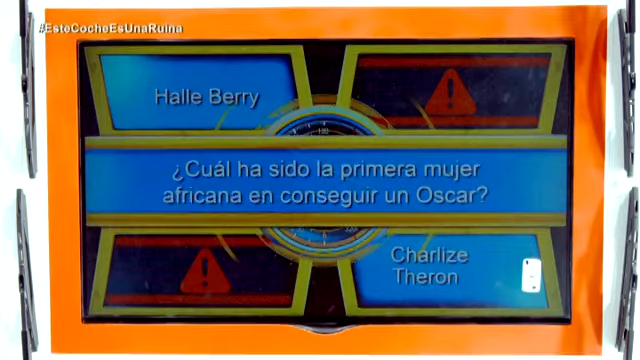 #EsteCocheEsUnaRuina
Halle Berry
¿Cuál ha sido la primera mujer
africana en conseguir un Oscar?
Charlize
Theron